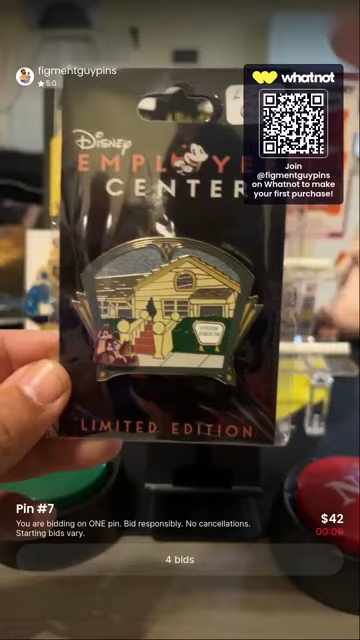 figmentguypins
★ 5.0
whatnot
Join
@figmentguypins
on Whatnot to make
your first purchase!
Disney
EMPLOYE
CENTER
LIMITED EDITION
Pin #7
You are bidding on ONE pin. Bid responsibly. No cancellations.
Starting bids vary.
$42
00:00
4 bids